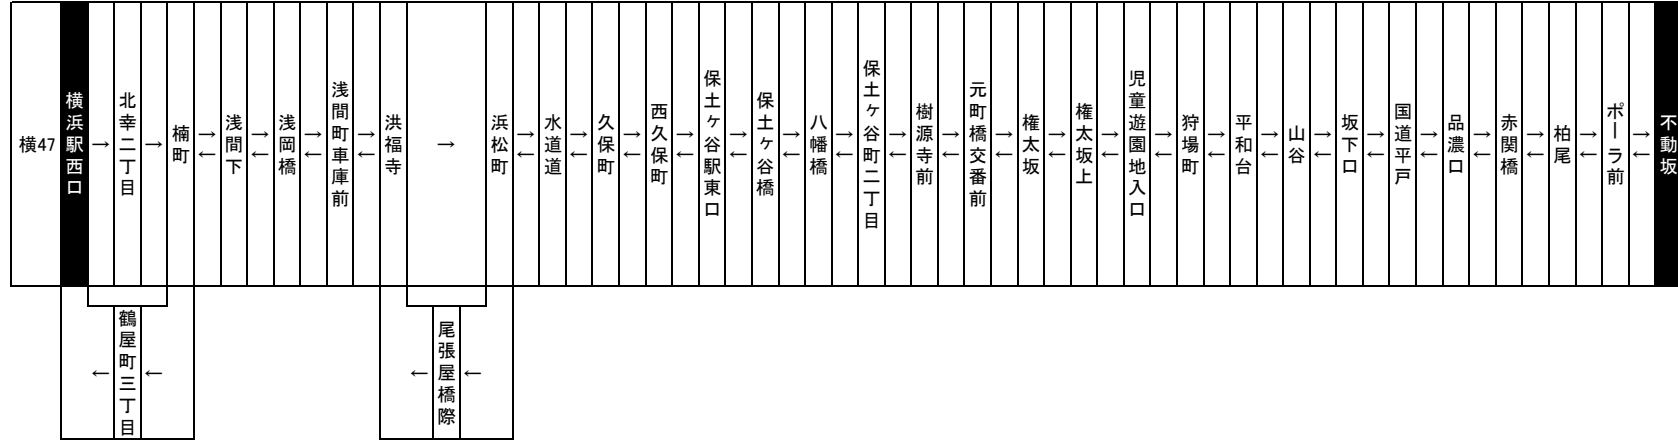 横47
横浜駅西口
→
北幸二丁目
→
楠町
→
←
浅間下
→
←
浅岡橋
→
←
浅間町車庫前
→
←
洪福寺
→
浜松町
→
←
水道道
→
←
久保町
→
←
西久保町
→
←
保土ケ谷駅東口
→
←
保土ヶ谷橋
→
←
八幡橋
→
←
保土ケ谷町二丁目
→
←
樹源寺前
→
←
元町橋交番前
→
←
権太坂
→
←
権太坂上
→
←
児童遊園地入口
→
←
狩場町
→
←
平和台
→
←
山谷
→
←
坂下口
→
←
国道平戸
→
←
品濃口
→
←
赤関橋
→
←
柏尾
→
←
ポーラ前
→
←
不動坂
←
鶴屋町三丁目
←
←
尾張屋橋際
←